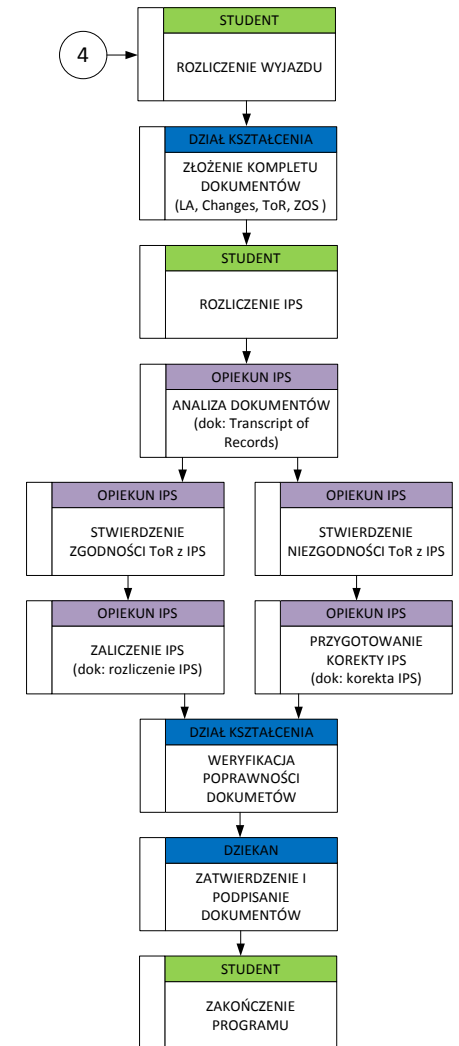 STUDENT
4
ROZLICZENIE WYJAZDU
DZIAŁ KSZTAŁCENIA
ZŁOŻENIE KOMPLETU
DOKUMENTÓW
(LA, Changes, ToR, ZOS )
STUDENT
ROZLICZENIE IPS
OPIEKUN IPS
ANALIZA DOKUMENTÓW
(dok: Transcript of
Records)
OPIEKUN IPS
STWIERDZENIE
ZGODNOŚCI ToR z IPS
OPIEKUN IPS
STWIERDZENIE
NIEZGODNOŚCI ToR z IPS
OPIEKUN IPS
ZALICZENIE IPS
(dok: rozliczenie IPS)
OPIEKUN IPS
PRZYGOTOWANIE
KOREKTY IPS
(dok: korekta IPS)
DZIAŁ KSZTAŁCENIA
WERYFIKACJA
POPRAWNOŚCI
DOKUMETÓW
DZIEKAN
ZATWIERDZENIE I
PODPISANIE
DOKUMENTÓW
STUDENT
ZAKOŃCZENIE
PROGRAMU